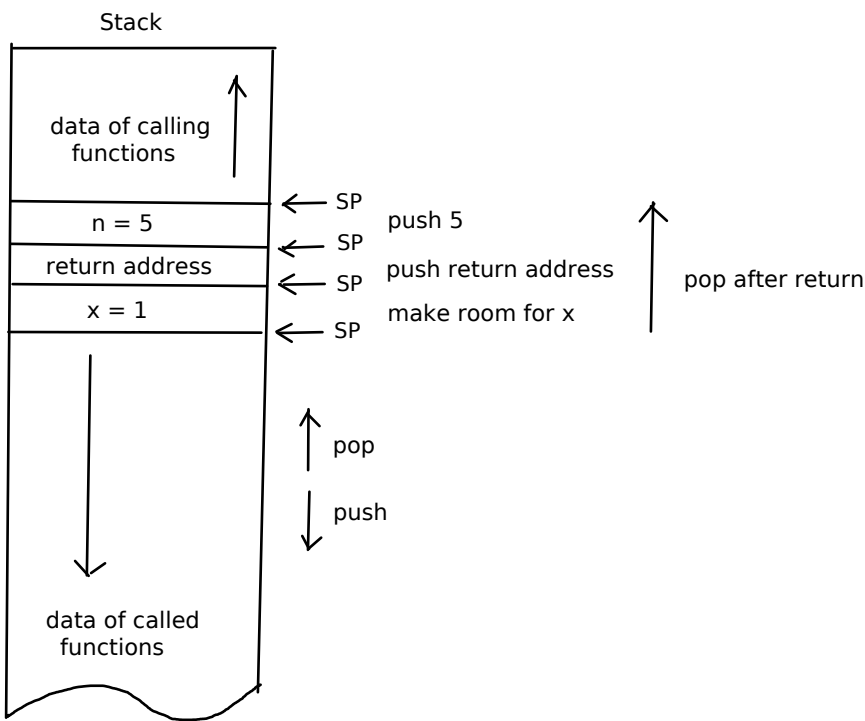 Stack
data of calling
functions
SP
n = 5
push 5
SP
return address
push return address
SP
pop after return
x = 1
make room for x
SP
pop
push
data of called
functions